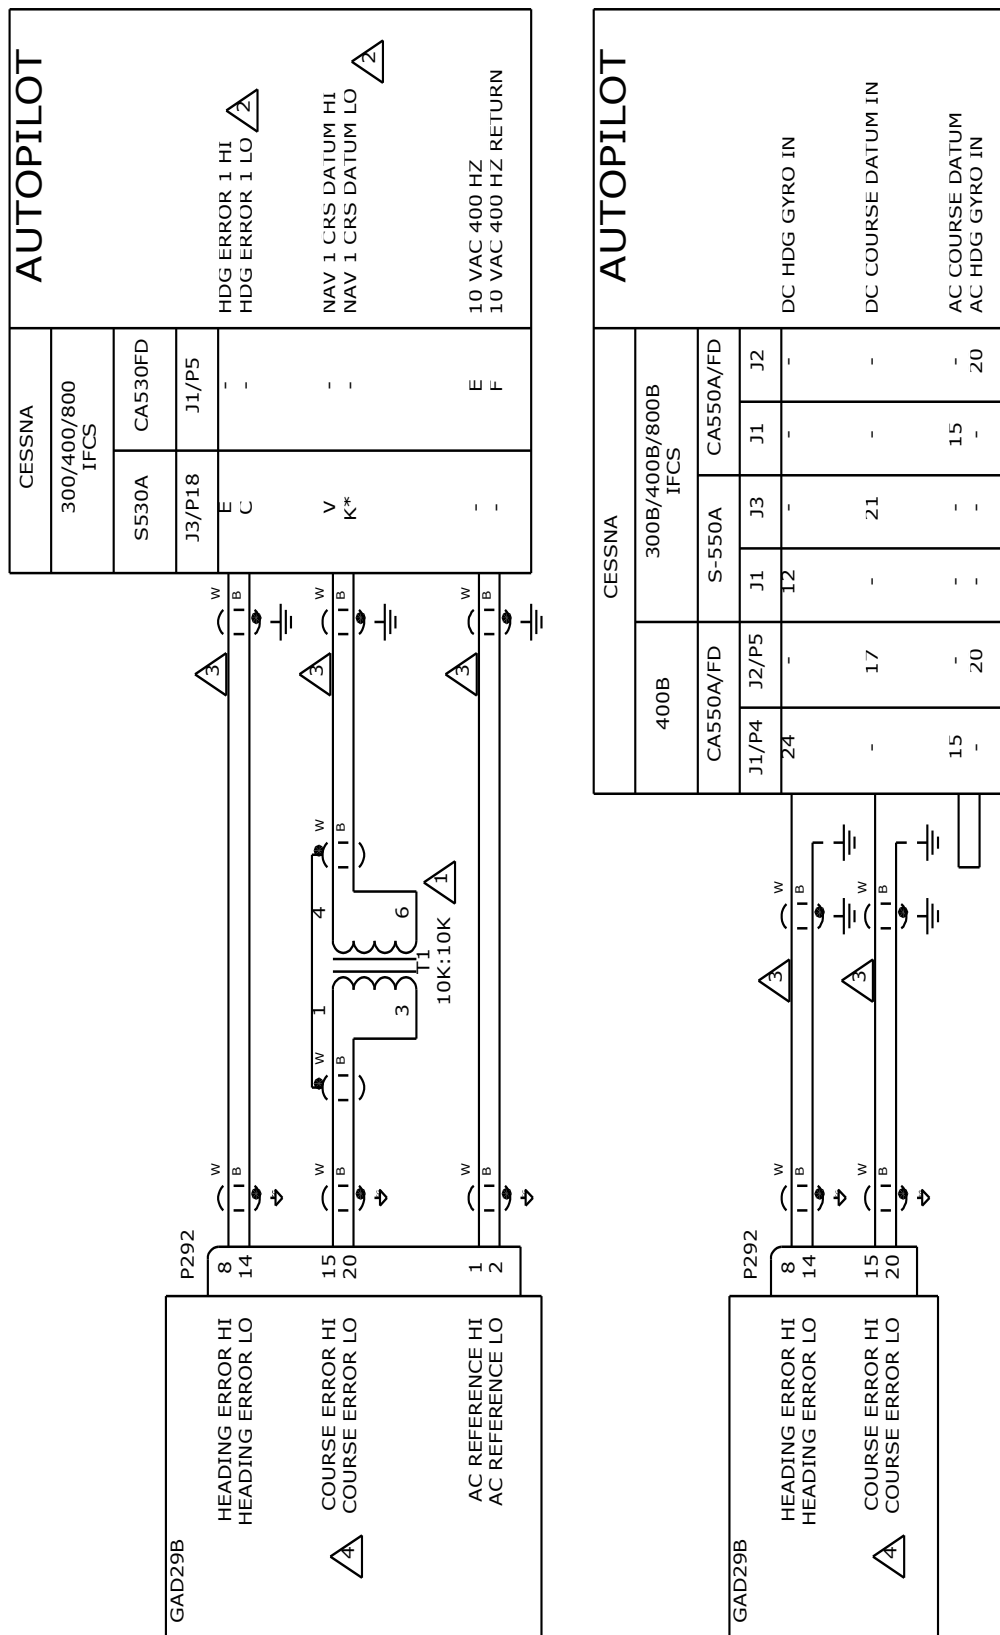 GAD29B
HEADING ERROR HI
HEADING ERROR LO
4
COURSE ERROR HI
COURSE ERROR LO
AC REFERENCE HI
AC REFERENCE LO
P292
8
14
15
20
1
2
W
B
W
B
W
B
W
B
1
3
4
6
T1
10K:10K
1
W
B
3
3
3
W
B
W
B
W
B
CESSNA
AUTOPILOT
300/400/800
IFCS
S530A
CA530FD
J3/P18
J1/P5
E
-
HDG ERROR 1 HI
C
-
HDG ERROR 1 LO
2
V
-
NAV 1 CRS DATUM HI
K*
-
NAV 1 CRS DATUM LO
2
-
E
10 VAC 400 HZ
-
F
10 VAC 400 HZ RETURN
GAD29B
HEADING ERROR HI
HEADING ERROR LO
4
COURSE ERROR HI
COURSE ERROR LO
P292
8
14
15
20
W
B
W
B
3
3
W
B
W
B
CESSNA
AUTOPILOT
400B
300B/400B/800B
IFCS
CA550A/FD
S-550A
CA550A/FD
J1/P4
J2/P5
J1
J3
J1
J2
24
-
12
-
-
-
DC HDG GYRO IN
-
17
-
21
-
-
DC COURSE DATUM IN
15
-
-
-
15
-
AC COURSE DATUM
-
20
-
-
-
20
AC HDG GYRO IN